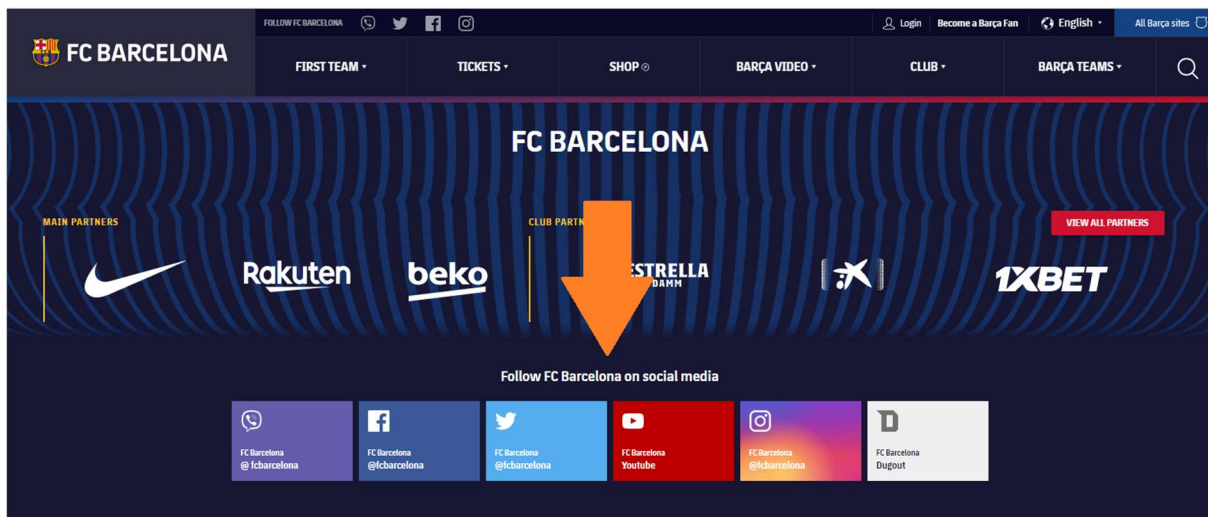 FOLLOW FC BARCELONA
Login
Become a Barça Fan
English
All Barça sites
FC BARCELONA
FIRST TEAM
TICKETS
SHOP
BARÇA VIDEO
CLUB
BARÇA TEAMS
FC BARCELONA
MAIN PARTNERS
CLUB
VIEW ALL PARTNERS
Rakuten
beko
DAMM
1XBET
Follow FC Barcelona on social media
FC Barcelona
@ fcbarcelona
FC Barcelona
@fcbarcelona
FC Barcelona
@fcbarcelona
FC Barcelona
Youtube
FC Barcelona
@fcbarcelona
FC Barcelona
Dugout